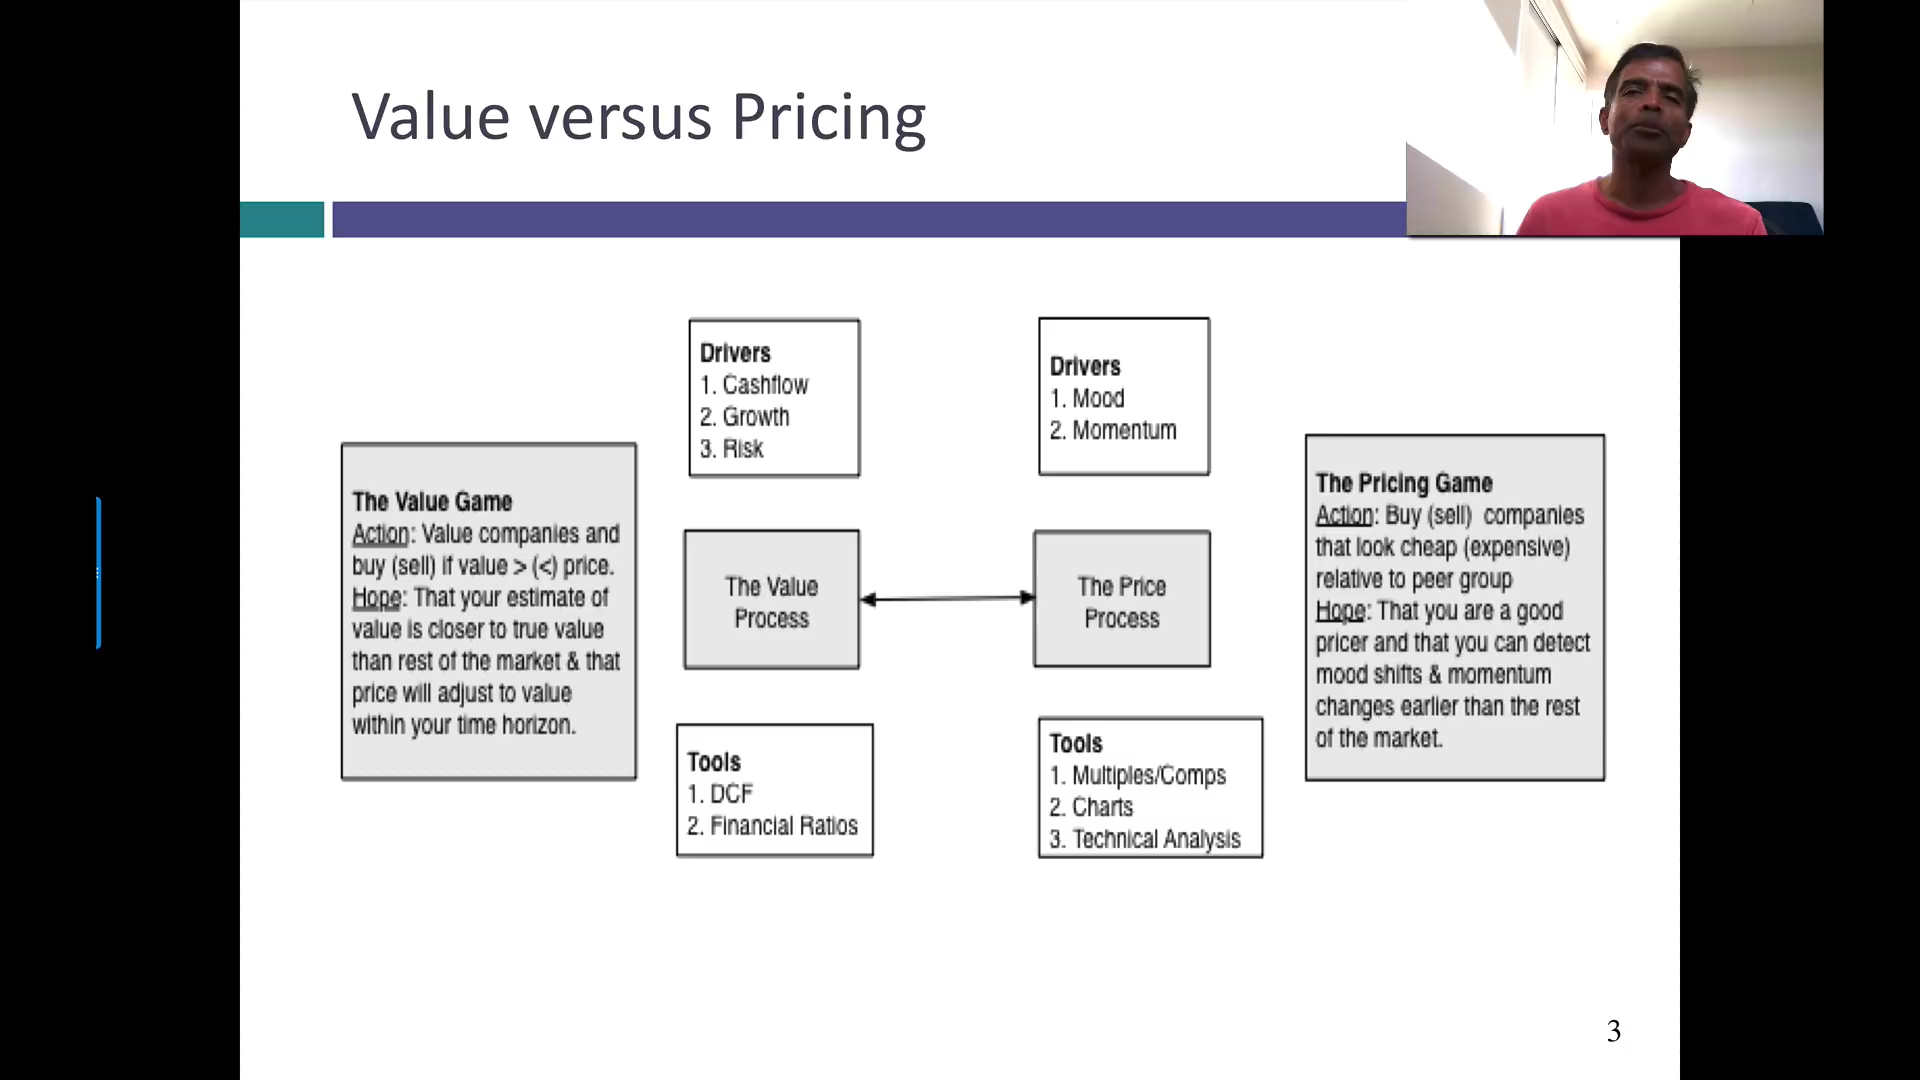 Value versus Pricing
Drivers
1. Cashflow
2. Growth
3. Risk
Drivers
1. Mood
2. Momentum
The Value Game
Action: Value companies and
buy (sell) if value > (<) price.
Hope: That your estimate of
value is closer to true value
than rest of the market & that
price will adjust to value
within your time horizon.
The Value
Process
The Price
Process
The Pricing Game
Action: Buy (sell) companies
that look cheap (expensive)
relative to peer group
Hope: That you are a good
pricer and that you can detect
mood shifts & momentum
changes earlier than the rest
of the market.
Tools
1. DCF
2. Financial Ratios
Tools
1. Multiples/Comps
2. Charts
3. Technical Analysis
3